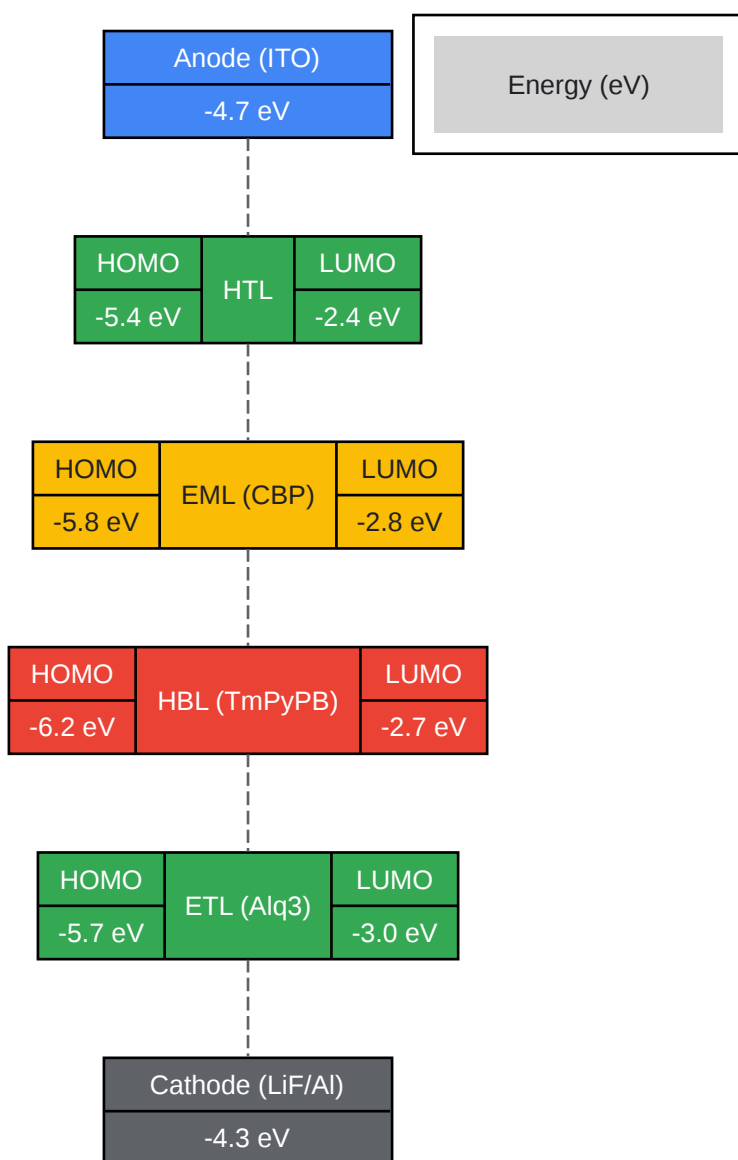 Anode (ITO)
-4.7 eV
Energy (eV)
HOMO
-5.4 eV
HTL
LUMO
-2.4 eV
HOMO
-5.8 eV
EML (CBP)
LUMO
-2.8 eV
HOMO
-6.2 eV
HBL (TmPyPB)
LUMO
-2.7 eV
HOMO
-5.7 eV
ETL (Alq3)
LUMO
-3.0 eV
Cathode (LiF/Al)
-4.3 eV